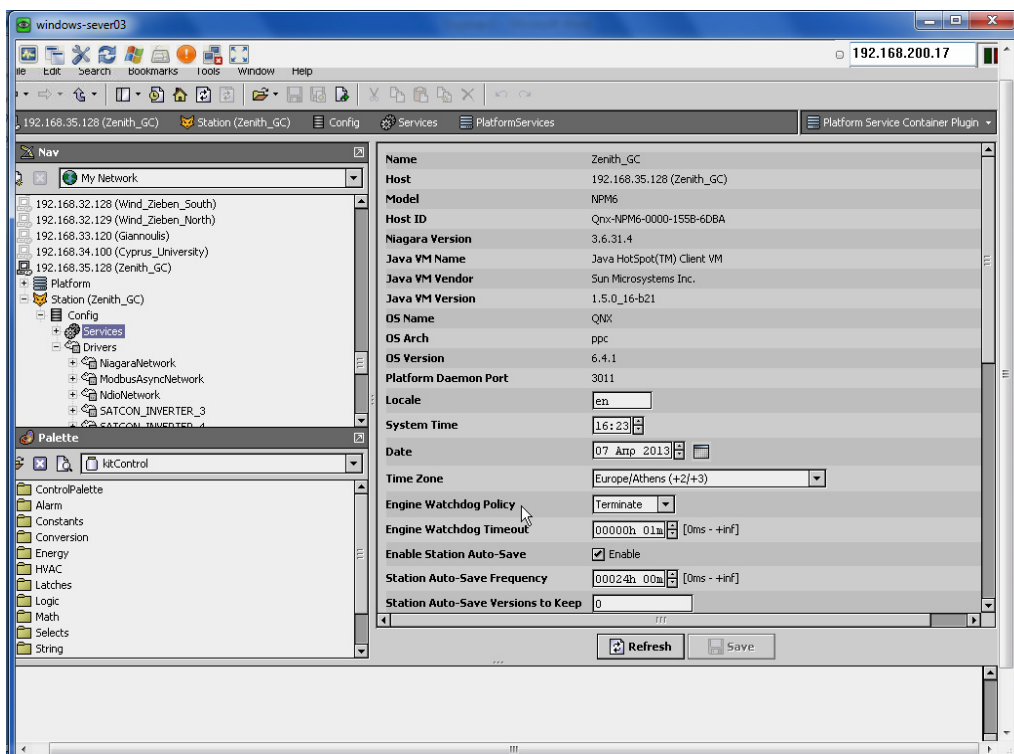 windows-sever03
192.168.200.17
ile Edit Search Bookmarks Tools Window Help
192.168.35.128 (Zenith_GC) Station (Zenith_GC) Config Services PlatformServices Platform Service Container Plugin
Nav
My Network
192.168.32.128 (Wind_Zieben_South)
192.168.32.129 (Wind_Zieben_North)
192.168.33.120 (Giannoulis)
192.168.34.100 (Cyprus_University)
192.168.35.128 (Zenith_GC)
Platform
Station (Zenith_GC)
Config
Services
Drivers
NiagaraNetwork
ModbusAsyncNetwork
NdioNetwork
SATCON_INVERTER_3
SATCON_INVERTER_4
Palette
kitControl
ControlPalette
Alarm
Constants
Conversion
Energy
HVAC
Latches
Logic
Math
Selects
String
Name Zenith_GC
Host 192.168.35.128 (Zenith_GC)
Model NPM6
Host ID Qnx-NPM6-0000-155B-6DBA
Niagara Version 3.6.31.4
Java VM Name Java HotSpot(TM) Client VM
Java VM Vendor Sun Microsystems Inc.
Java VM Version 1.5.0_16-b21
OS Name QNX
OS Arch ppc
OS Version 6.4.1
Platform Daemon Port 3011
Locale en
System Time 16:23
Date 07 Απρ 2013
Time Zone Europe/Athens (+2/+3)
Engine Watchdog Policy Terminate
Engine Watchdog Timeout 00000h 01m [0ms - +inf]
Enable Station Auto-Save Enable
Station Auto-Save Frequency 00024h 00m [0ms - +inf]
Station Auto-Save Versions to Keep 0
Refresh Save